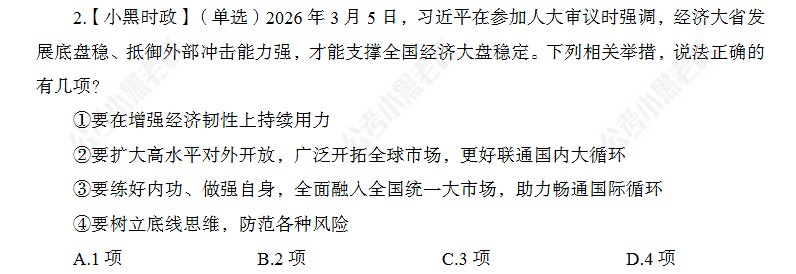 2.【小黑时政】（单选）2026 年 3 月 5 日，习近平在参加人大审议时强调，经济大省发
展底盘稳、抵御外部冲击能力强，才能支撑全国经济大盘稳定。下列相关举措，说法正确的
有几项？
①要在增强经济韧性上持续用力
②要扩大高水平对外开放，广泛开拓全球市场，更好联通国内大循环
③要练好内功、做强自身，全面融入全国统一大市场，助力畅通国际循环
④要树立底线思维，防范各种风险
A.1 项 B.2 项 C.3 项 D.4 项